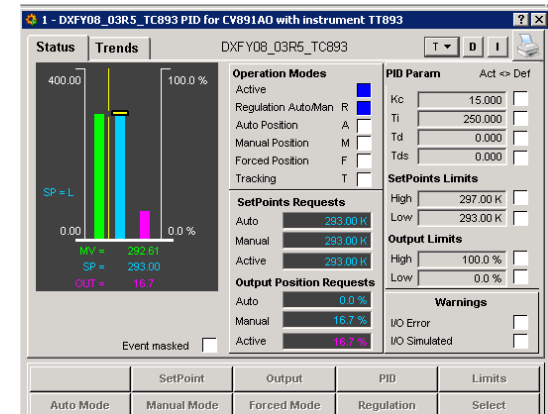 1 - DXFY08_03R5_TC893 PID for CV891AO with instrument TT893
Status Trends DXFY08_03R5_TC893 T D I
400.00 100.0 %
SP = L
0.00 0.0 %
MV = 292.61
SP = 293.00
OUT = 16.7
Event masked
Operation Modes
Active
Regulation Auto/Man R
Auto Position A
Manual Position M
Forced Position F
Tracking T
SetPoints Requests
Auto 293.00 K
Manual 293.00 K
Active 293.00 K
Output Position Requests
Auto 0.0 %
Manual 16.7 %
Active 16.7 %
PID Param Act <> Def
Kc 15.000
Ti 250.000
Td 0.000
Tds 0.000
SetPoints Limits
High 297.00 K
Low 293.00 K
Output Limits
High 100.0 %
Low 0.0 %
Warnings
I/O Error
I/O Simulated
SetPoint Output PID Limits
Auto Mode Manual Mode Forced Mode Regulation Select